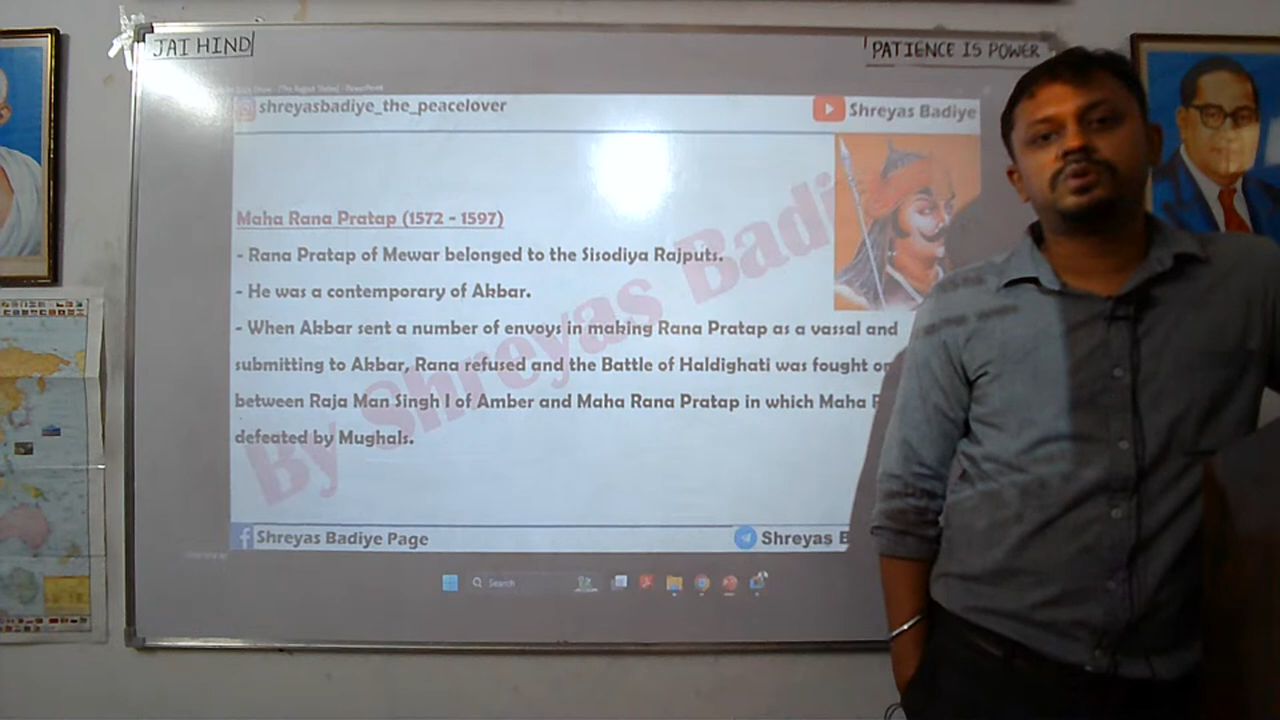 JAI HIND
PATIENCE IS POWER
shreyasbadiye_the_peacelover
Shreyas Badiye
Maha Rana Pratap (1572 - 1597)
- Rana Pratap of Mewar belonged to the Sisodiya Rajputs.
- He was a contemporary of Akbar.
- When Akbar sent a number of envoys in making Rana Pratap as a vassal and
submitting to Akbar, Rana refused and the Battle of Haldighati was fought
between Raja Man Singh I of Amber and Maha Rana Pratap in which Maha
defeated by Mughals.
By Shreyas Badi
Shreyas Badiye Page
Shreyas
Search